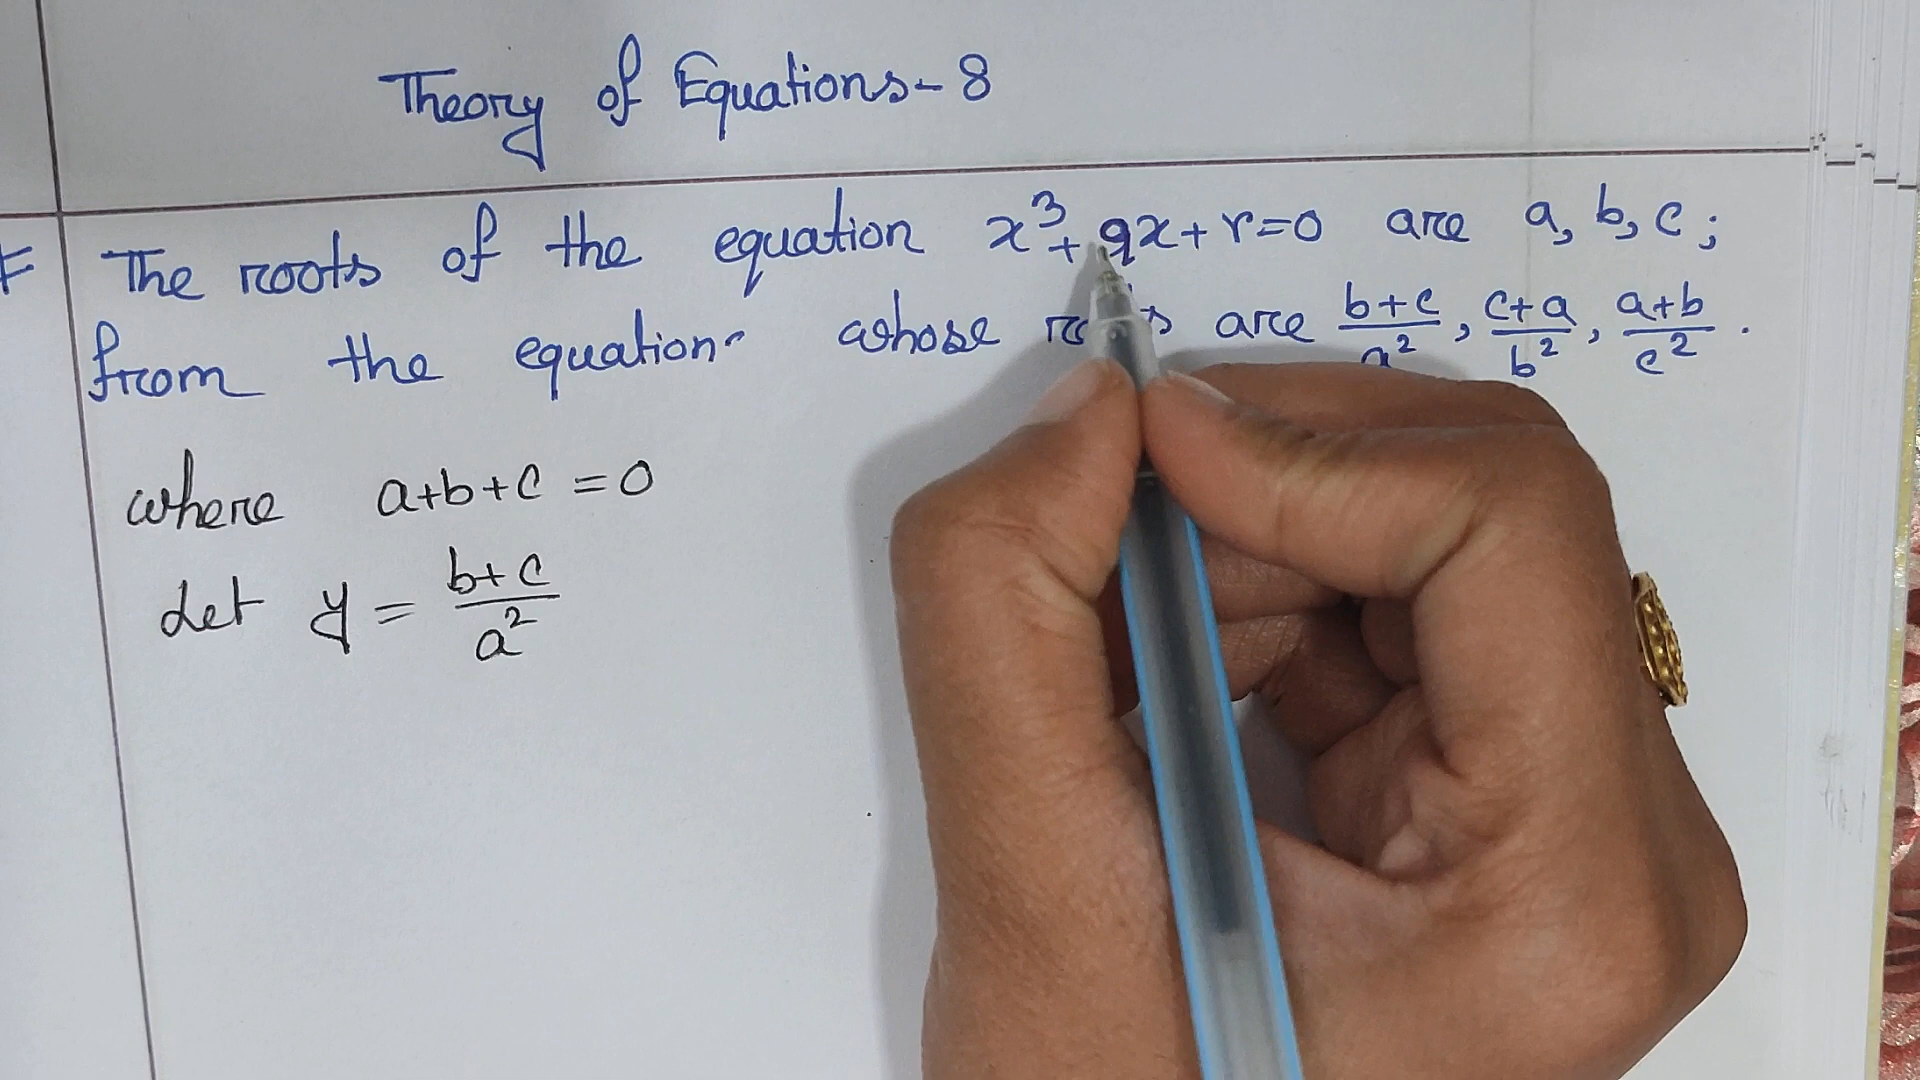 Theory of Equations-8
The roots of the equation x³+qx+r=0 are a, b, c;
from the equation whose are (b+c)/a², (c+a)/b², (a+b)/c².
where a+b+c=0
Let y = (b+c)/a²